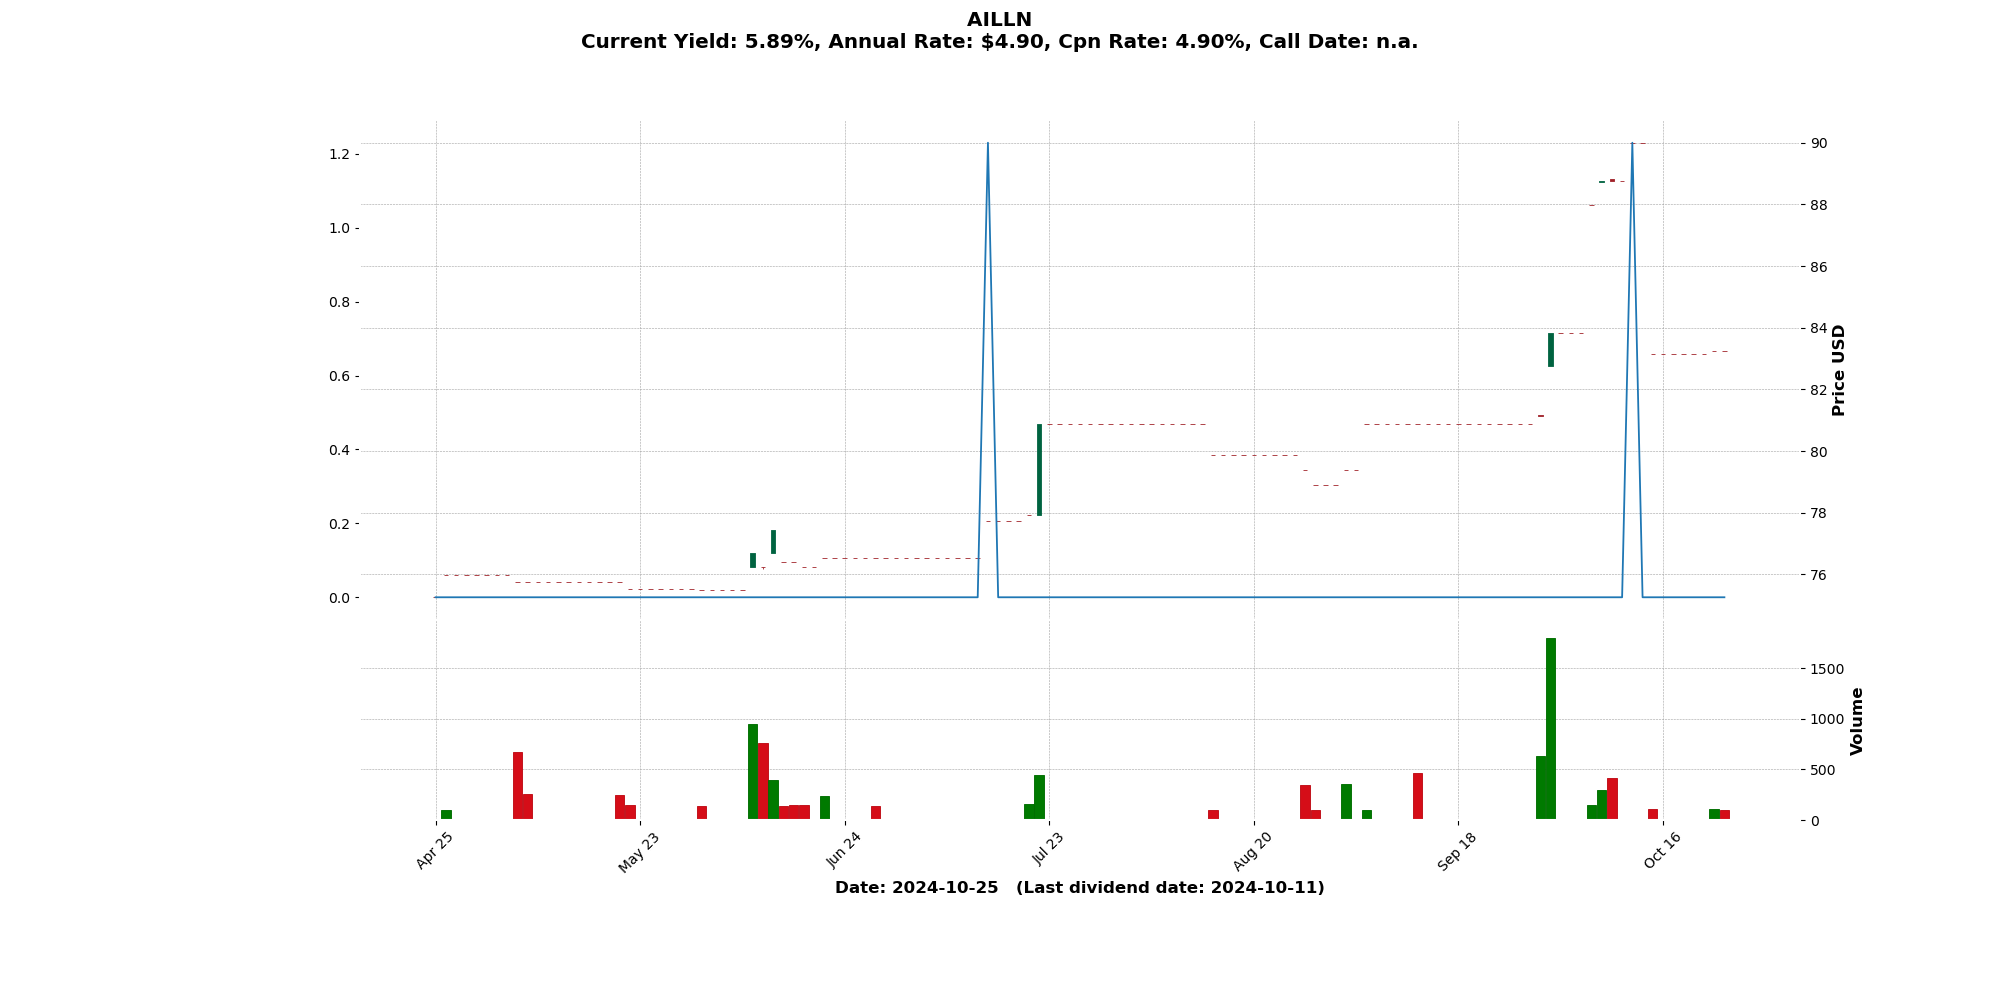 AILLN
Current Yield: 5.89%, Annual Rate: $4.90, Cpn Rate: 4.90%, Call Date: n.a.
1.2
1.0
0.8
0.6
0.4
0.2
0.0
90
88
86
84
82
80
78
76
Price USD
1500
1000
500
0
Volume
Apr 25
May 23
Jun 24
Jul 23
Aug 20
Sep 18
Oct 16
Date: 2024-10-25   (Last dividend date: 2024-10-11)